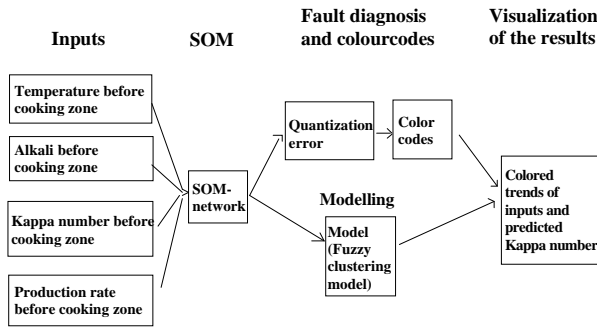 Inputs
SOM
Fault diagnosis
and colourcodes
Visualization
of the results
Temperature before
cooking zone
Alkali before
cooking zone
Kappa number before
cooking zone
Production rate
before cooking zone
SOM-
network
Quantization
error
Color
codes
Modelling
Model
(Fuzzy
clustering
model)
Colored
trends of
inputs and
predicted
Kappa number